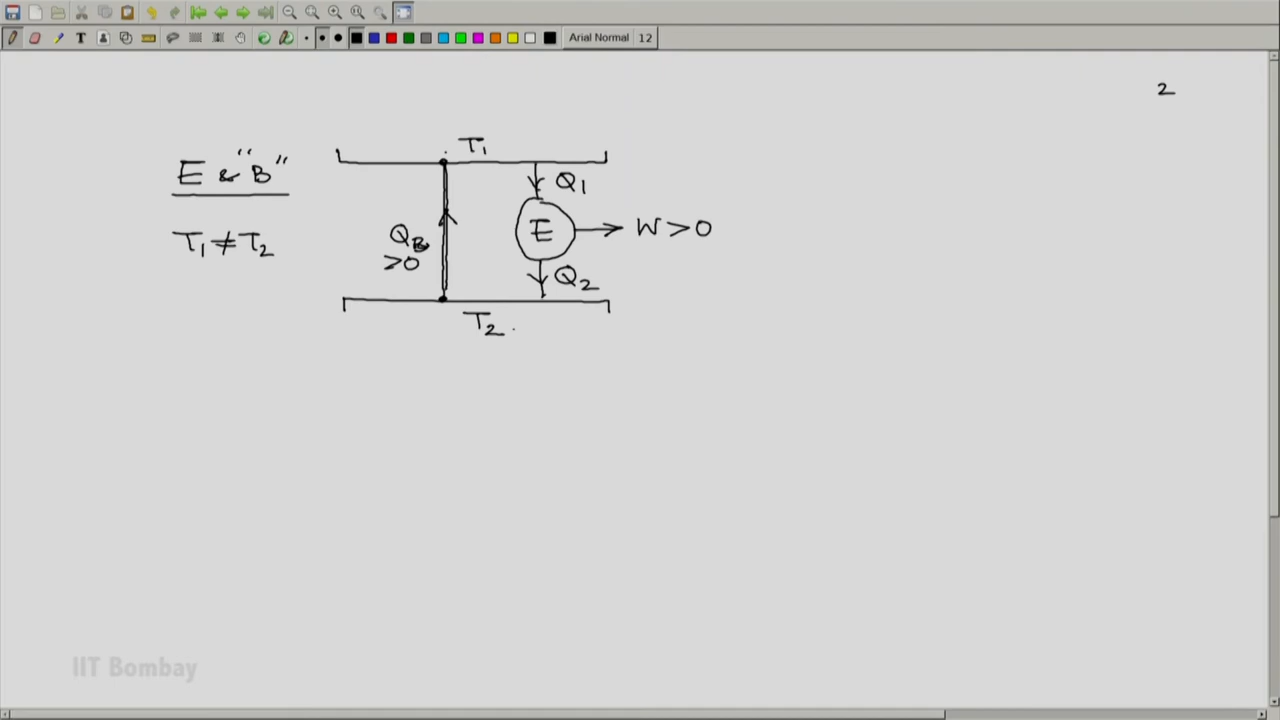 Arial Normal 12
2
E & "B"
T₁ ≠ T₂
T₁
Q₁
E → W > 0
Q_B
> 0
Q₂
T₂
IIT Bombay